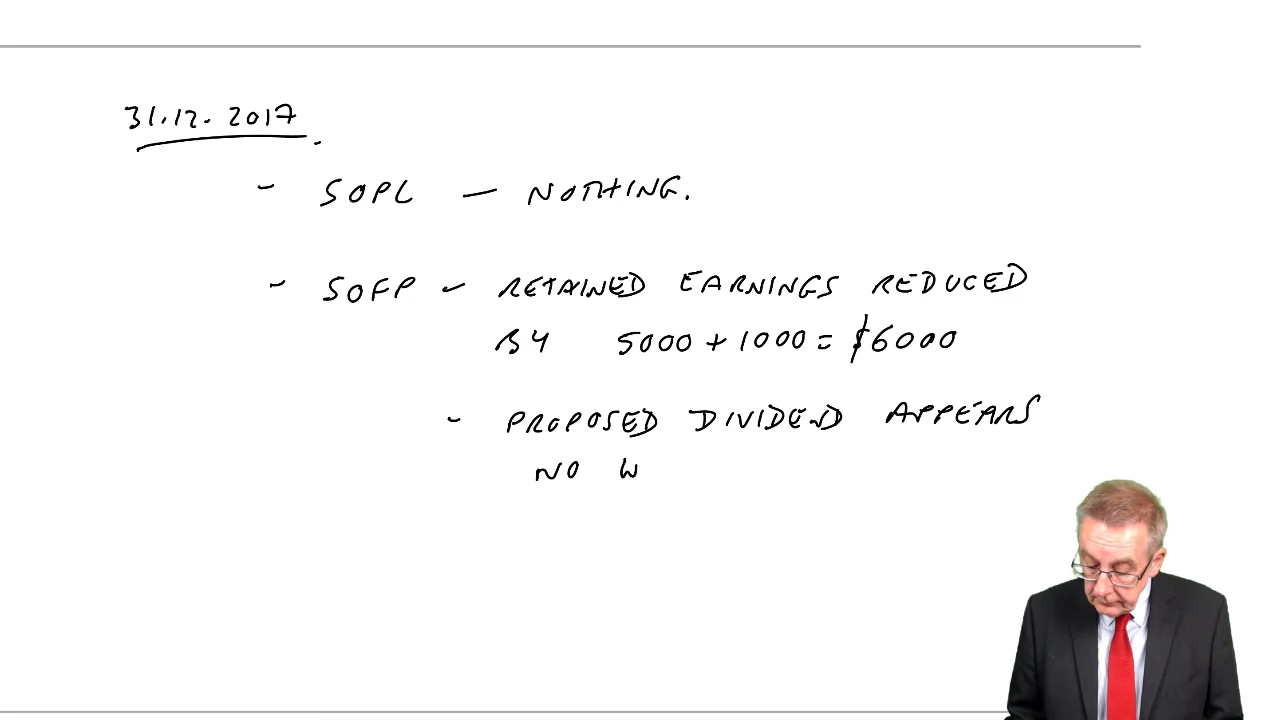 31.12.2017
- SOPL - NOTHING.
- SOFP - RETAINED EARNINGS REDUCED
BY 5000 + 1000 = $6000
- PROPOSED DIVIDEND APPEARS
NO W